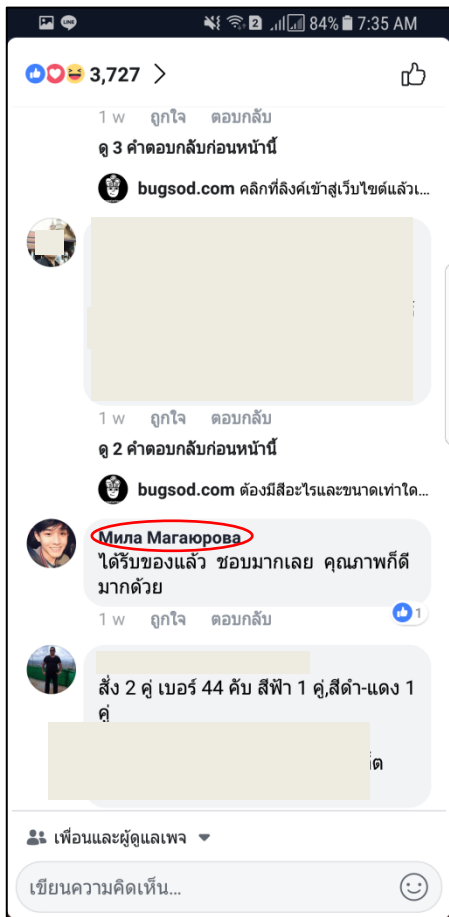 LINE
2
84%
7:35 AM
3,727 >
1 w ถูกใจ ตอบกลับ
ดู 3 คำตอบกลับก่อนหน้านี้
bugsod.com คลิกที่ลิงค์เข้าสู่เว็บไซต์แล้วเ...
1 w ถูกใจ ตอบกลับ
ดู 2 คำตอบกลับก่อนหน้านี้
bugsod.com ต้องมีสีอะไรและขนาดเท่าใด...
Мила Магаюрова
ได้รับของแล้ว ชอบมากเลย คุณภาพก็ดี
มากด้วย
1
1 w ถูกใจ ตอบกลับ
สั่ง 2 คู่ เบอร์ 44 คับ สีฟ้า 1 คู่,สีดำ-แดง 1
คู่
เพื่อนและผู้ดูแลเพจ
เขียนความคิดเห็น...